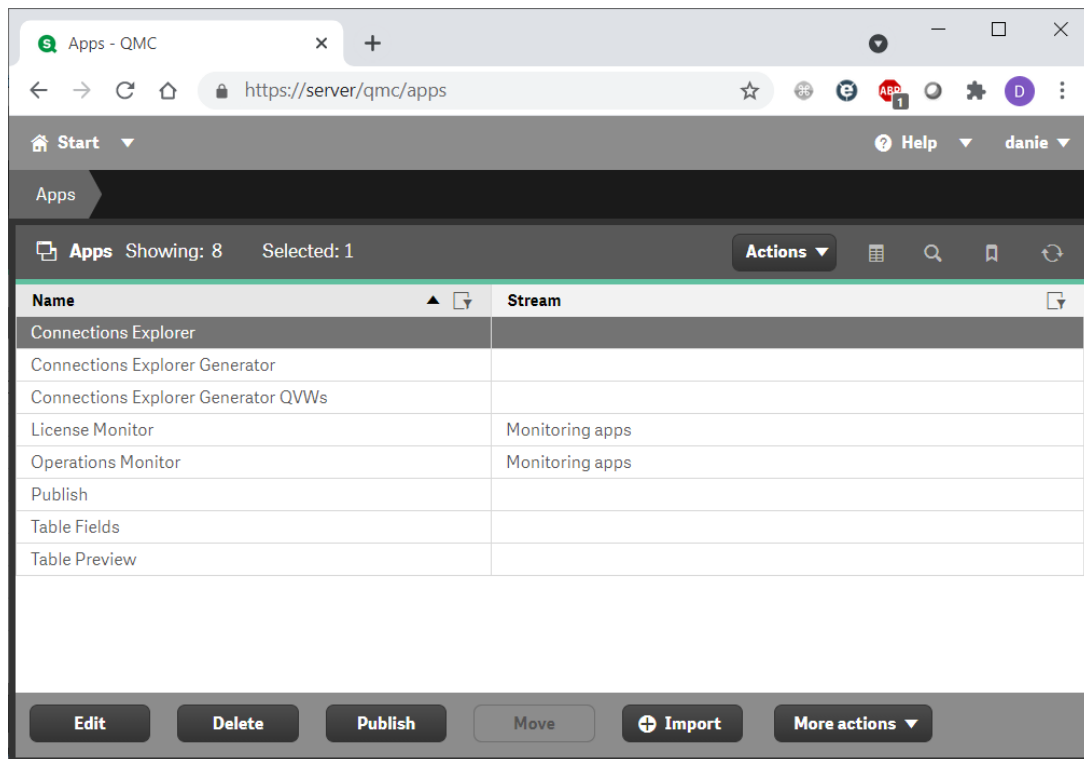 Apps - QMC
https://server/qmc/apps
ABP
1
D
Start
Help
danie
Apps
Apps Showing: 8 Selected: 1
Actions
Name Stream
Connections Explorer
Connections Explorer Generator
Connections Explorer Generator QVWs
License Monitor Monitoring apps
Operations Monitor Monitoring apps
Publish
Table Fields
Table Preview
Edit Delete Publish Move Import More actions